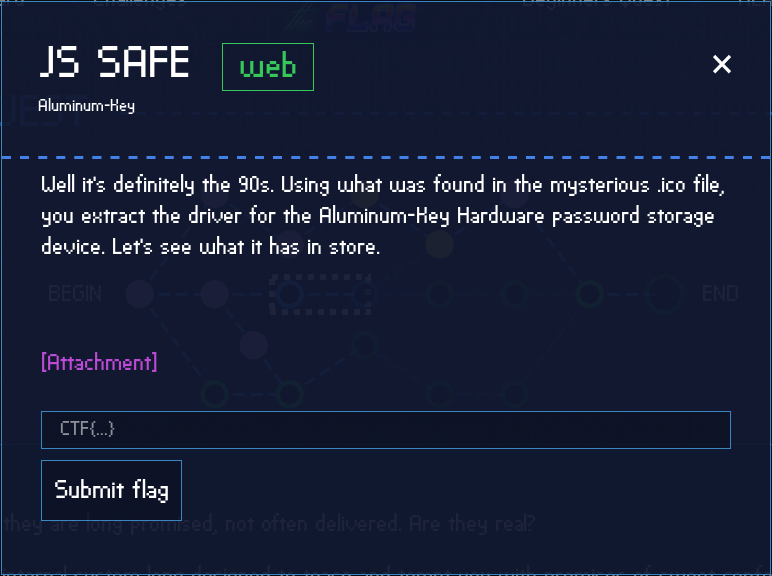 Challenges
FLAG
JS SAFE
web
Aluminum-Key
Well it's definitely the 90s. Using what was found in the mysterious .ico file,
you extract the driver for the Aluminum-Key Hardware password storage
device. Let's see what it has in store.
BEGIN
END
[Attachment]
CTF{...}
Submit flag
they are long promised, not often delivered. Are they real?